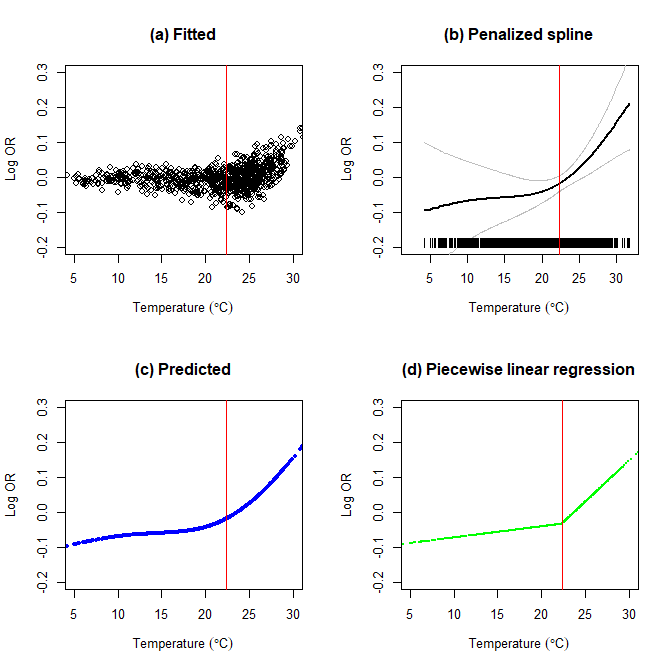 (a) Fitted
Log OR
0.3
0.2
0.1
0.0
-0.1
-0.2
5 10 15 20 25 30
Temperature (°C)
(b) Penalized spline
Log OR
0.3
0.2
0.1
0.0
-0.1
-0.2
5 10 15 20 25 30
Temperature (°C)
(c) Predicted
Log OR
0.3
0.2
0.1
0.0
-0.1
-0.2
5 10 15 20 25 30
Temperature (°C)
(d) Piecewise linear regression
Log OR
0.3
0.2
0.1
0.0
-0.1
-0.2
5 10 15 20 25 30
Temperature (°C)